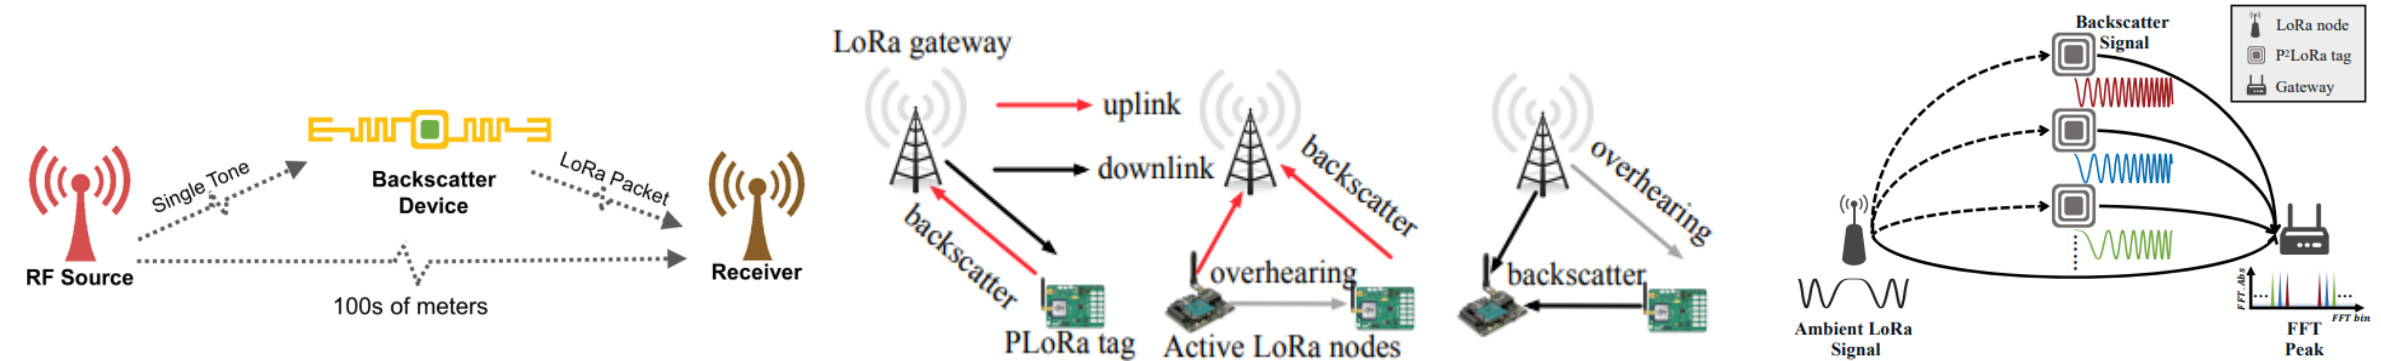 Single Tone
Backscatter
Device
LoRa Packet
RF Source
Receiver
100s of meters
LoRa gateway
uplink
downlink
backscatter
PLoRa tag
backscatter
overhearing
Active LoRa nodes
overhearing
backscatter
Backscatter
Signal
LoRa node
P²LoRa tag
Gateway
Ambient LoRa
Signal
FFT Abs
FFT bin
FFT
Peak